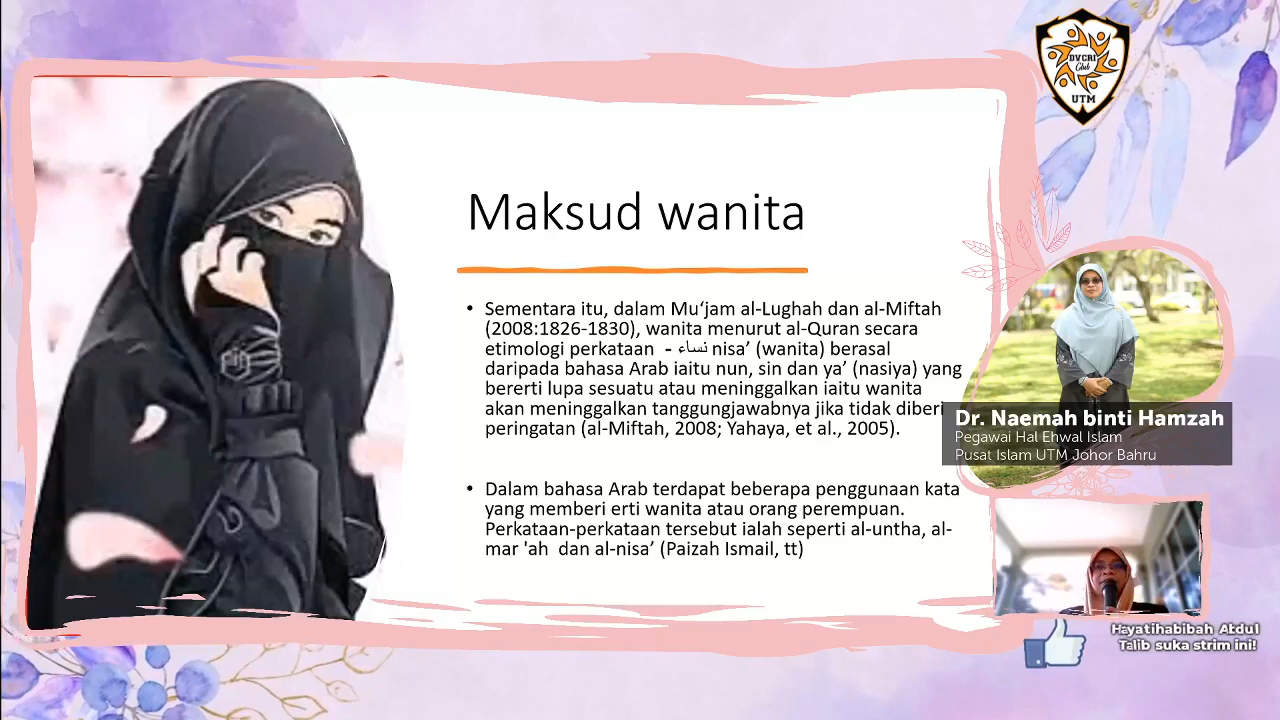 DVCRI
Club
UTM
Maksud wanita
• Sementara itu, dalam Mu‘jam al-Lughah dan al-Miftah
(2008:1826-1830), wanita menurut al-Quran secara
etimologi perkataan - نساء nisa’ (wanita) berasal
daripada bahasa Arab iaitu nun, sin dan ya’ (nasiya) yang
bererti lupa sesuatu atau meninggalkan iaitu wanita
akan meninggalkan tanggungjawabnya jika tidak diberi
peringatan (al-Miftah, 2008; Yahaya, et al., 2005).
• Dalam bahasa Arab terdapat beberapa penggunaan kata
yang memberi erti wanita atau orang perempuan.
Perkataan-perkataan tersebut ialah seperti al-untha, al-
mar 'ah dan al-nisa’ (Paizah Ismail, tt)
Dr. Naemah binti Hamzah
Pegawai Hal Ehwal Islam
Pusat Islam UTM Johor Bahru
Hayatihabibah Abdul
Talib suka strim ini!